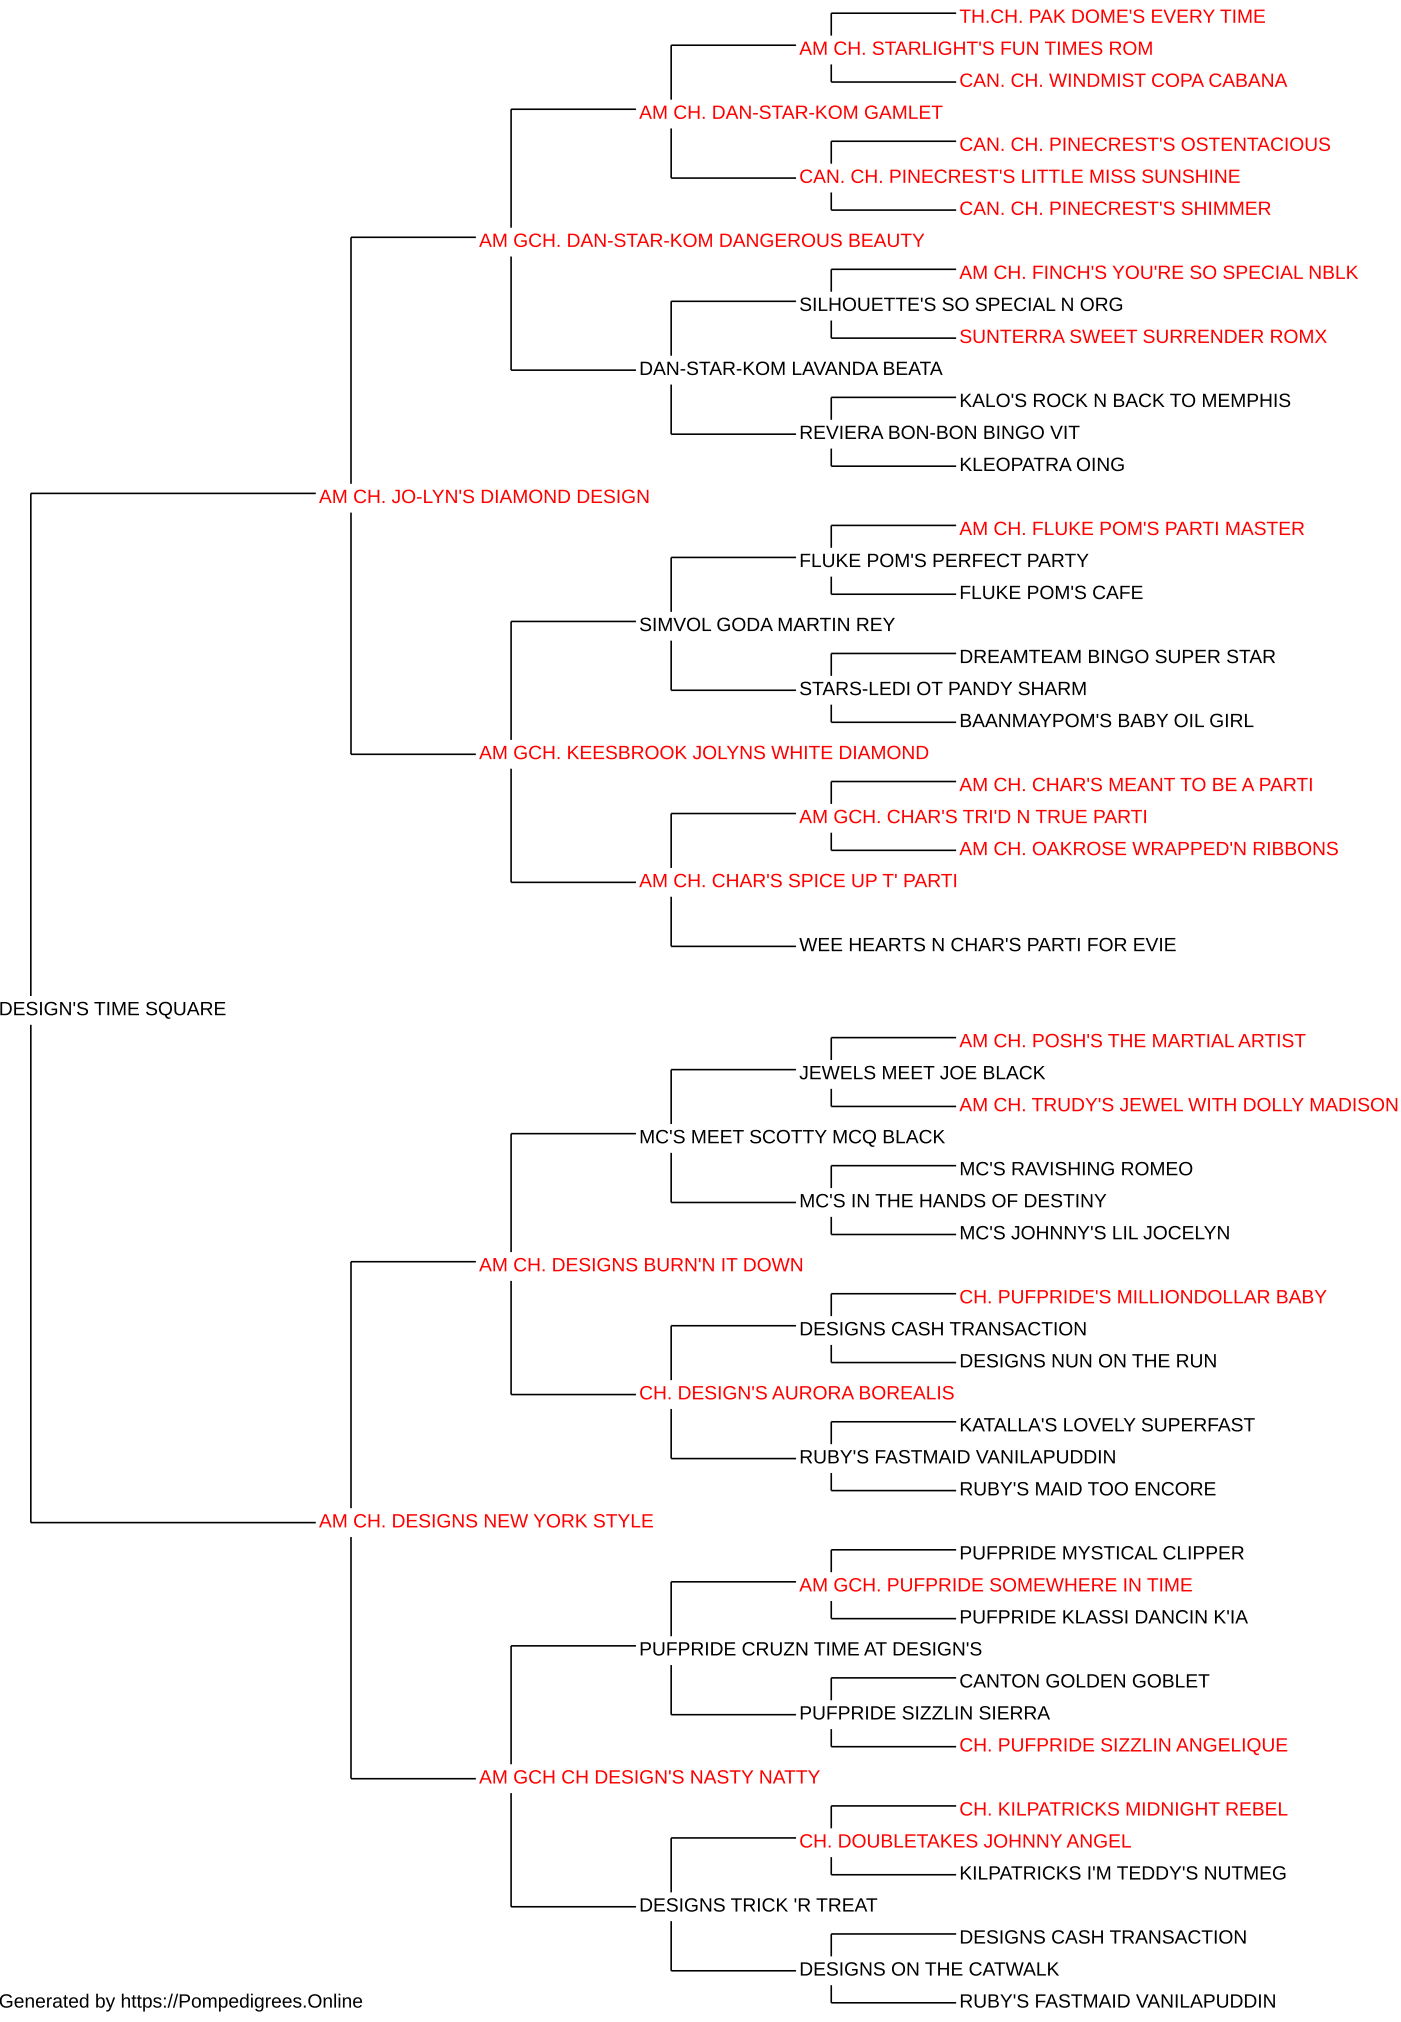 TH.CH. PAK DOME'S EVERY TIME
AM CH. STARLIGHT'S FUN TIMES ROM
CAN. CH. WINDMIST COPA CABANA
AM CH. DAN-STAR-KOM GAMLET
CAN. CH. PINECREST'S OSTENTACIOUS
CAN. CH. PINECREST'S LITTLE MISS SUNSHINE
CAN. CH. PINECREST'S SHIMMER
AM GCH. DAN-STAR-KOM DANGEROUS BEAUTY
AM CH. FINCH'S YOU'RE SO SPECIAL NBLK
SILHOUETTE'S SO SPECIAL N ORG
SUNTERRA SWEET SURRENDER ROMX
DAN-STAR-KOM LAVANDA BEATA
KALO'S ROCK N BACK TO MEMPHIS
REVIERA BON-BON BINGO VIT
KLEOPATRA OING
AM CH. JO-LYN'S DIAMOND DESIGN
AM CH. FLUKE POM'S PARTI MASTER
FLUKE POM'S PERFECT PARTY
FLUKE POM'S CAFE
SIMVOL GODA MARTIN REY
DREAMTEAM BINGO SUPER STAR
STARS-LEDI OT PANDY SHARM
BAANMAYPOM'S BABY OIL GIRL
AM GCH. KEESBROOK JOLYNS WHITE DIAMOND
AM CH. CHAR'S MEANT TO BE A PARTI
AM GCH. CHAR'S TRI'D N TRUE PARTI
AM CH. OAKROSE WRAPPED'N RIBBONS
AM CH. CHAR'S SPICE UP T' PARTI
WEE HEARTS N CHAR'S PARTI FOR EVIE
DESIGN'S TIME SQUARE
AM CH. POSH'S THE MARTIAL ARTIST
JEWELS MEET JOE BLACK
AM CH. TRUDY'S JEWEL WITH DOLLY MADISON
MC'S MEET SCOTTY MCQ BLACK
MC'S RAVISHING ROMEO
MC'S IN THE HANDS OF DESTINY
MC'S JOHNNY'S LIL JOCELYN
AM CH. DESIGNS BURN'N IT DOWN
CH. PUFPRIDE'S MILLIONDOLLAR BABY
DESIGNS CASH TRANSACTION
DESIGNS NUN ON THE RUN
CH. DESIGN'S AURORA BOREALIS
KATALLA'S LOVELY SUPERFAST
RUBY'S FASTMAID VANILAPUDDIN
RUBY'S MAID TOO ENCORE
AM CH. DESIGNS NEW YORK STYLE
PUFPRIDE MYSTICAL CLIPPER
AM GCH. PUFPRIDE SOMEWHERE IN TIME
PUFPRIDE KLASSI DANCIN K'IA
PUFPRIDE CRUZN TIME AT DESIGN'S
CANTON GOLDEN GOBLET
PUFPRIDE SIZZLIN SIERRA
CH. PUFPRIDE SIZZLIN ANGELIQUE
AM GCH CH DESIGN'S NASTY NATTY
CH. KILPATRICKS MIDNIGHT REBEL
CH. DOUBLETAKES JOHNNY ANGEL
KILPATRICKS I'M TEDDY'S NUTMEG
DESIGNS TRICK 'R TREAT
DESIGNS CASH TRANSACTION
DESIGNS ON THE CATWALK
RUBY'S FASTMAID VANILAPUDDIN
Generated by https://Pompedigrees.Online